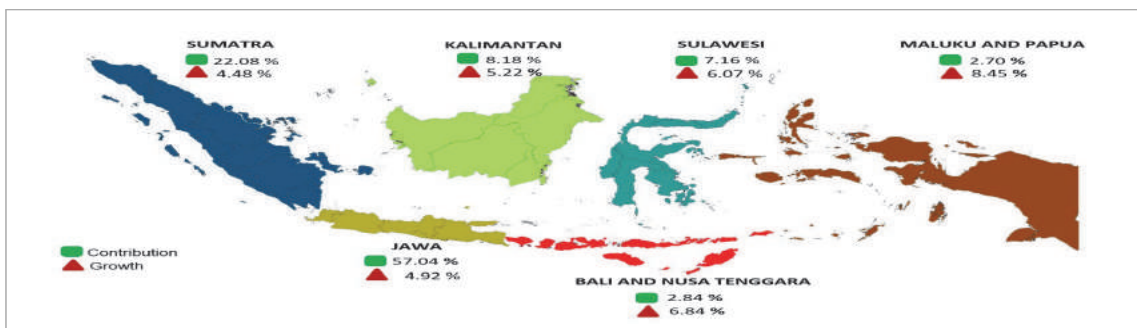 SUMATRA
22.08 %
4.48 %
KALIMANTAN
8.18 %
5.22 %
SULAWESI
7.16 %
6.07 %
MALUKU AND PAPUA
2.70 %
8.45 %
Contribution
Growth
JAWA
57.04 %
4.92 %
BALI AND NUSA TENGGARA
2.84 %
6.84 %